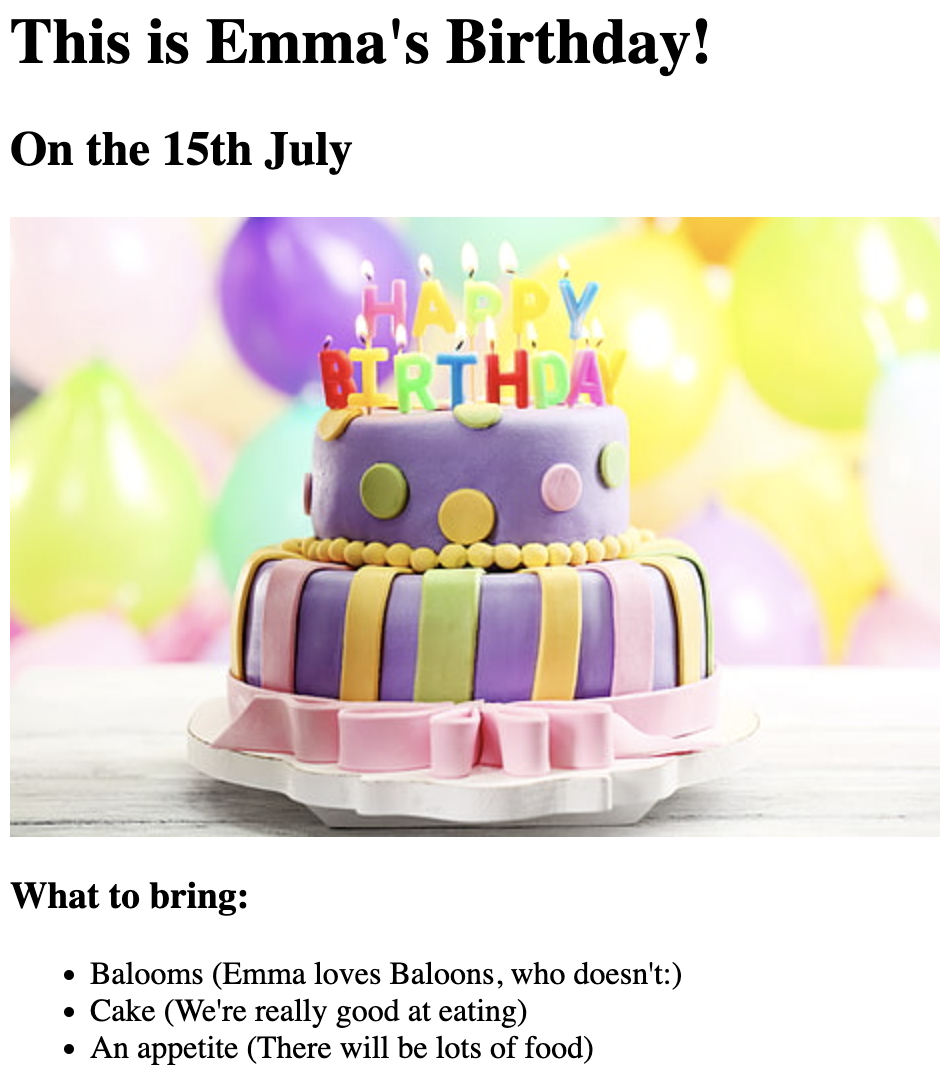 This is Emma's Birthday!
On the 15th July
HAPPY
BIRTHDAY
What to bring:
Balooms (Emma loves Baloons, who doesn't:)
Cake (We're really good at eating)
An appetite (There will be lots of food)